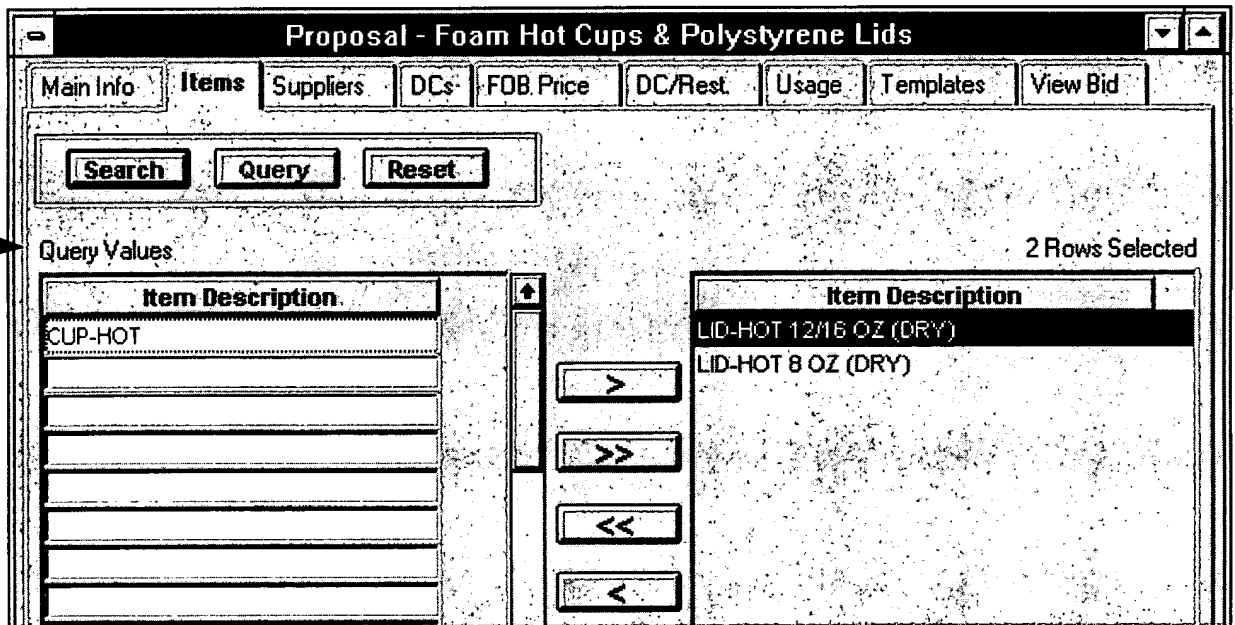 Proposal - Foam Hot Cups & Polystyrene Lids
Main Info Items Suppliers DCs FOB Price DC/Rest. Usage Templates View Bid
Search Query Reset
Query Values
2 Rows Selected
Item Description
Item Description
CUP-HOT
LID-HOT 12/16 OZ (DRY)
LID-HOT 8 OZ (DRY)
>
>>
<<
<